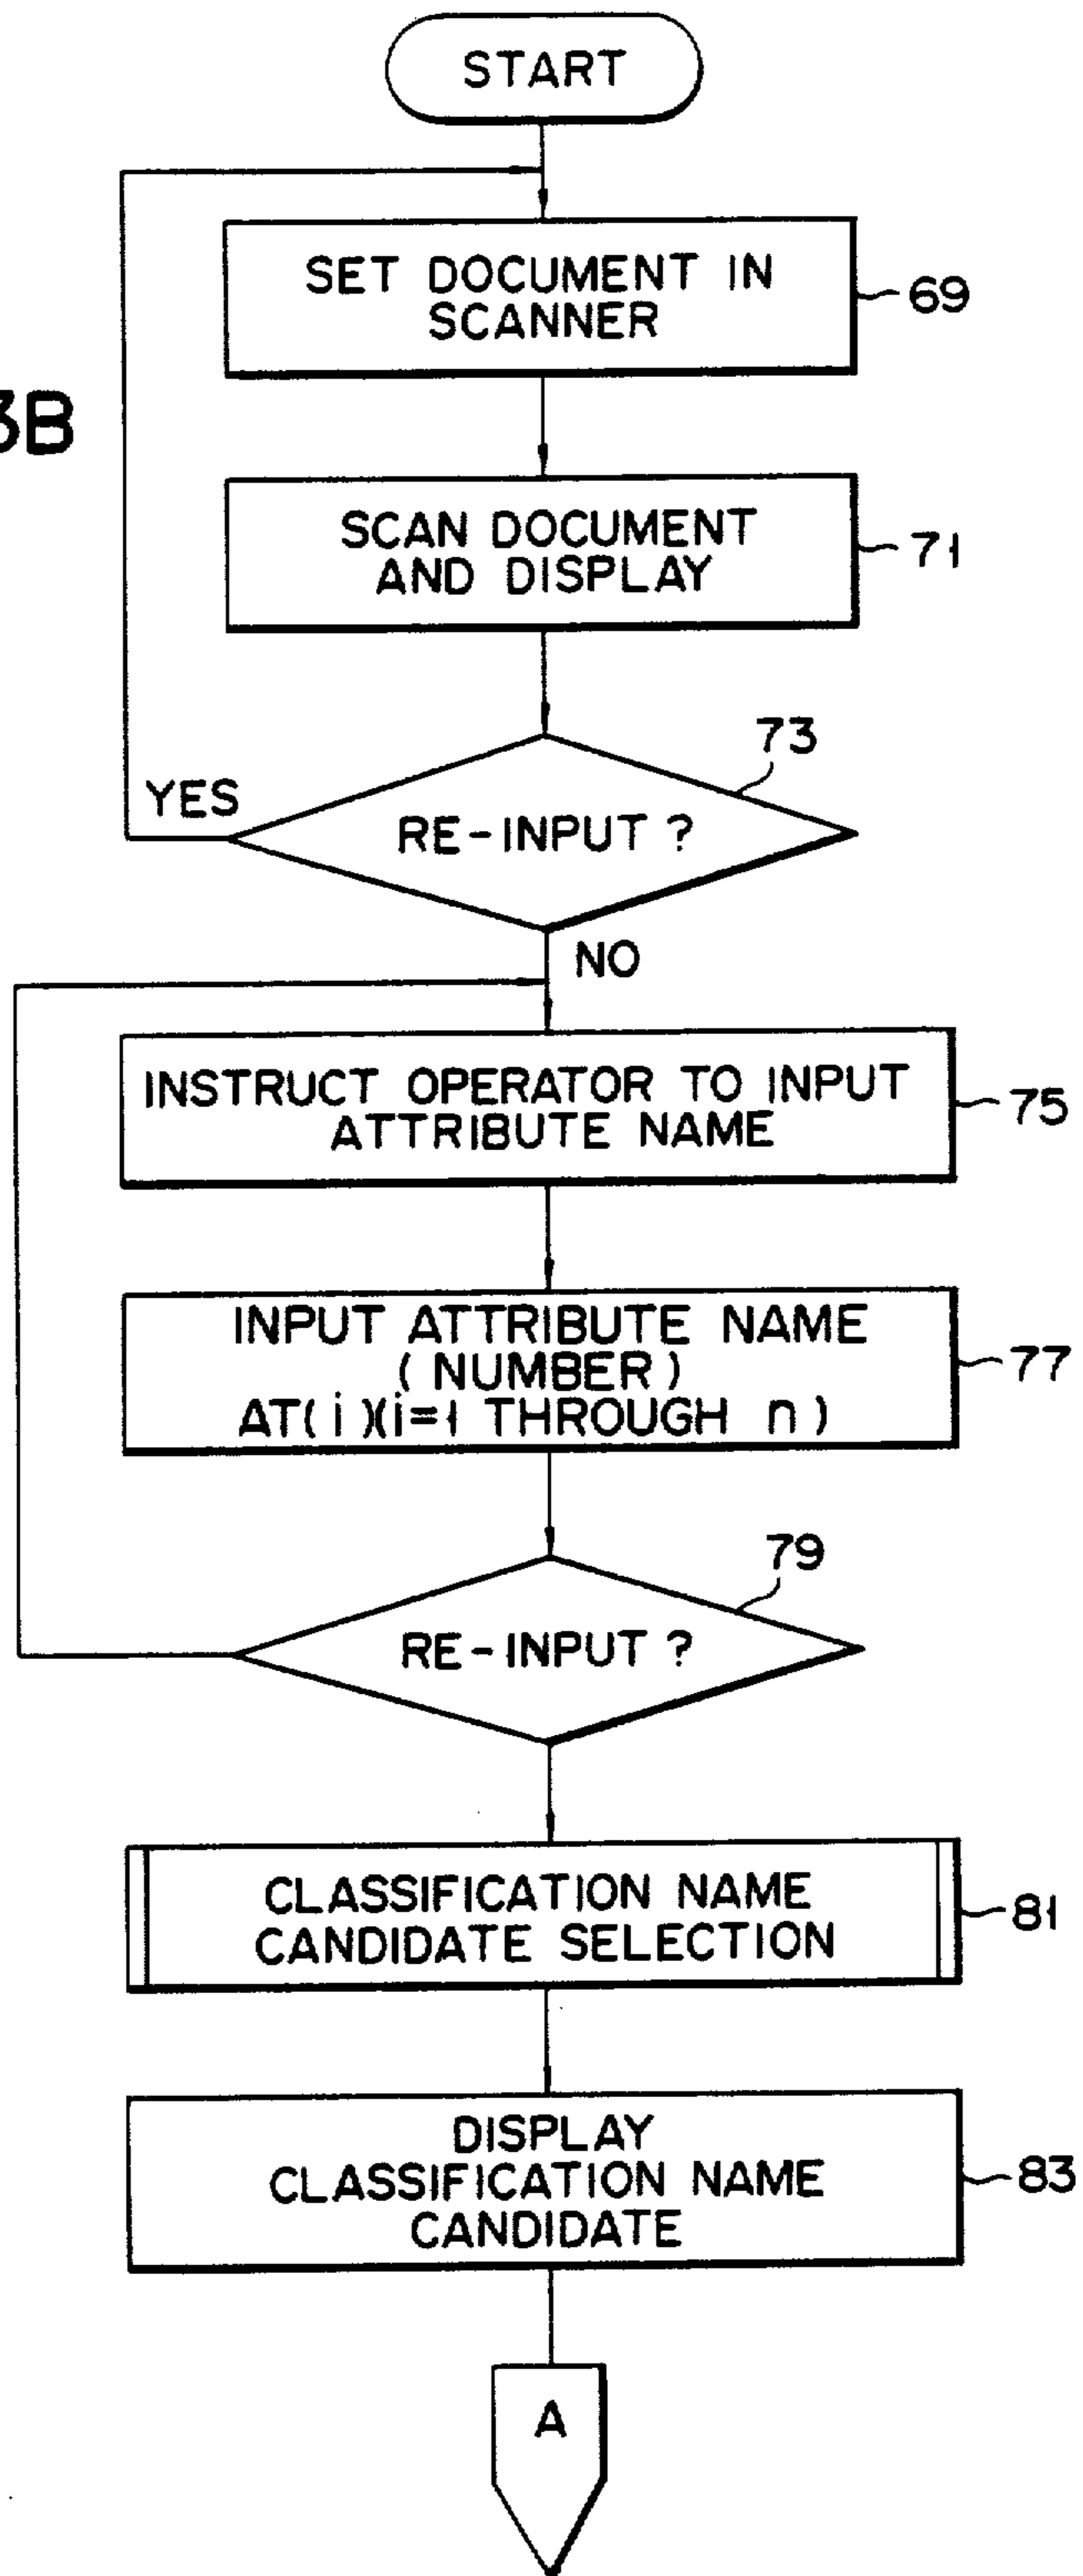 START
SET DOCUMENT IN
SCANNER
69
3B
SCAN DOCUMENT
AND DISPLAY
71
73
YES
RE-INPUT ?
NO
INSTRUCT OPERATOR TO INPUT
ATTRIBUTE NAME
75
INPUT ATTRIBUTE NAME
(NUMBER)
AT(i)(i=1 THROUGH n)
77
79
RE-INPUT ?
CLASSIFICATION NAME
CANDIDATE SELECTION
81
DISPLAY
CLASSIFICATION NAME
CANDIDATE
83
A